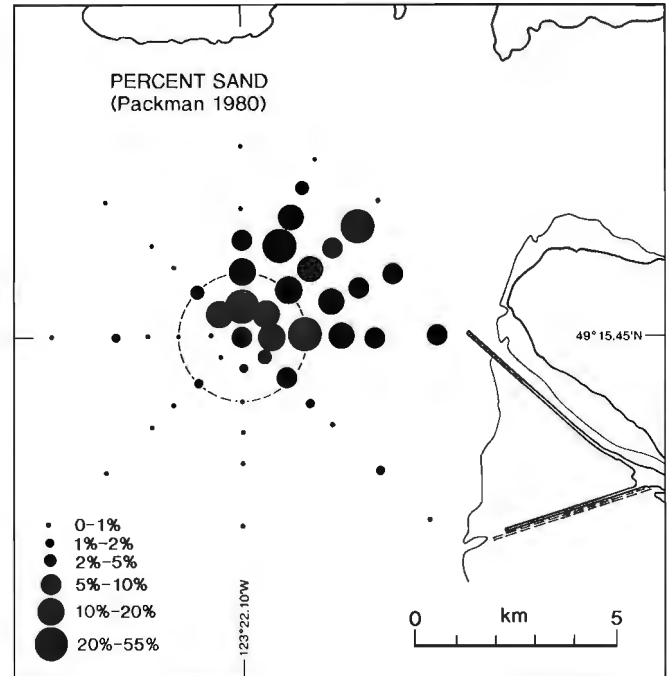 PERCENT SAND
(Packman 1980)
49° 15.45'N
0-1%
1%-2%
2%-5%
5%-10%
10%-20%
20%-55%
123°22.10'W
0 km 5